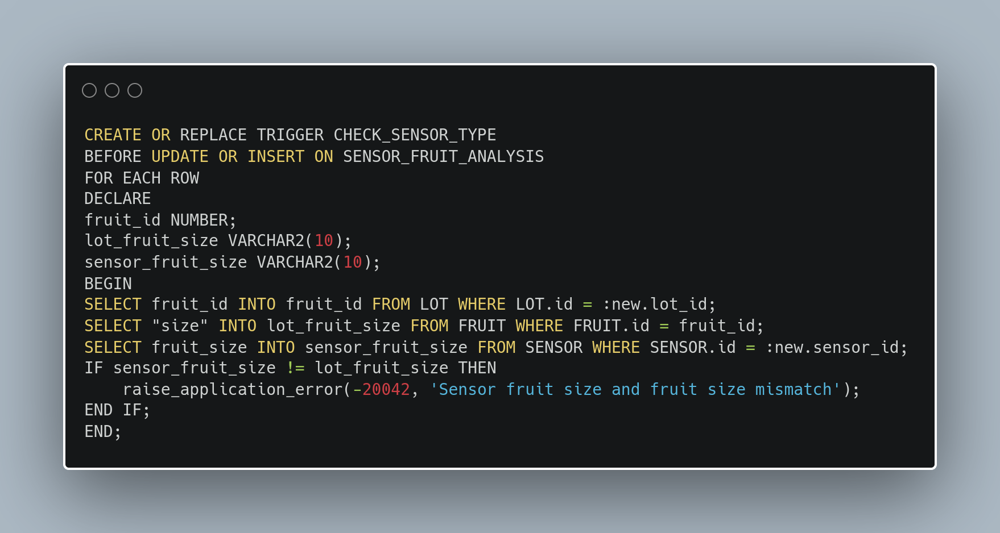 CREATE OR REPLACE TRIGGER CHECK_SENSOR_TYPE
BEFORE UPDATE OR INSERT ON SENSOR_FRUIT_ANALYSIS
FOR EACH ROW
DECLARE
fruit_id NUMBER;
lot_fruit_size VARCHAR2(10);
sensor_fruit_size VARCHAR2(10);
BEGIN
SELECT fruit_id INTO fruit_id FROM LOT WHERE LOT.id = :new.lot_id;
SELECT "size" INTO lot_fruit_size FROM FRUIT WHERE FRUIT.id = fruit_id;
SELECT fruit_size INTO sensor_fruit_size FROM SENSOR WHERE SENSOR.id = :new.sensor_id;
IF sensor_fruit_size != lot_fruit_size THEN
    raise_application_error(-20042, 'Sensor fruit size and fruit size mismatch');
END IF;
END;